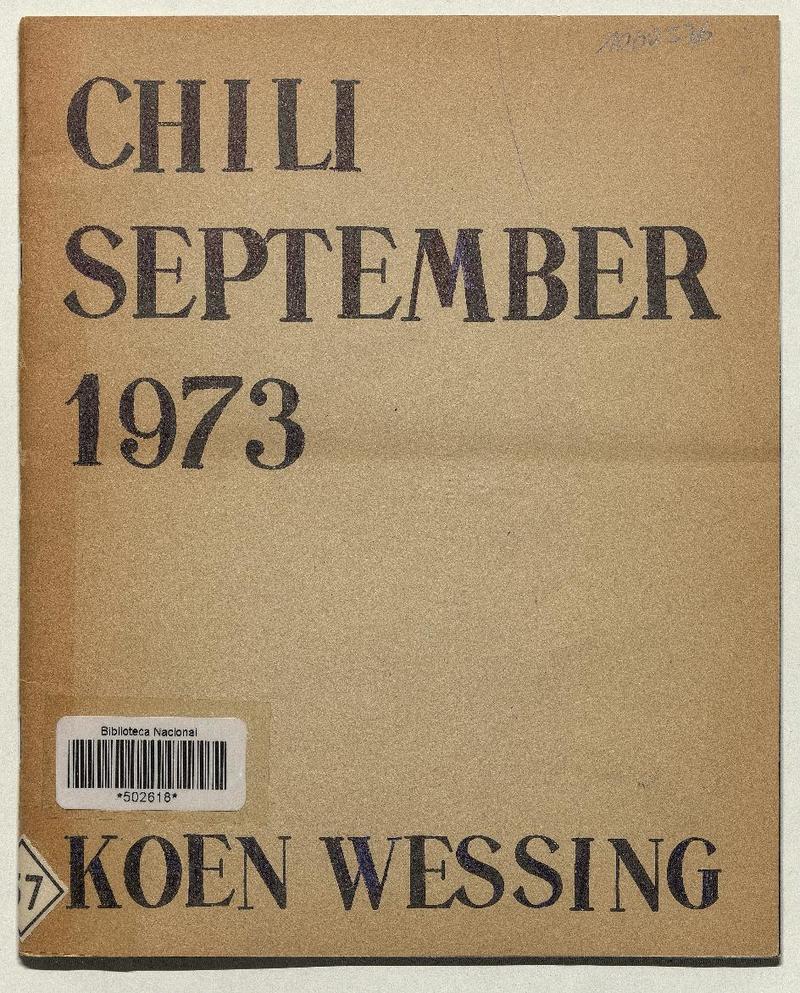 CHILI
SEPTEMBER
1973
Biblioteca Nacional
*502618*
KOEN WESSING